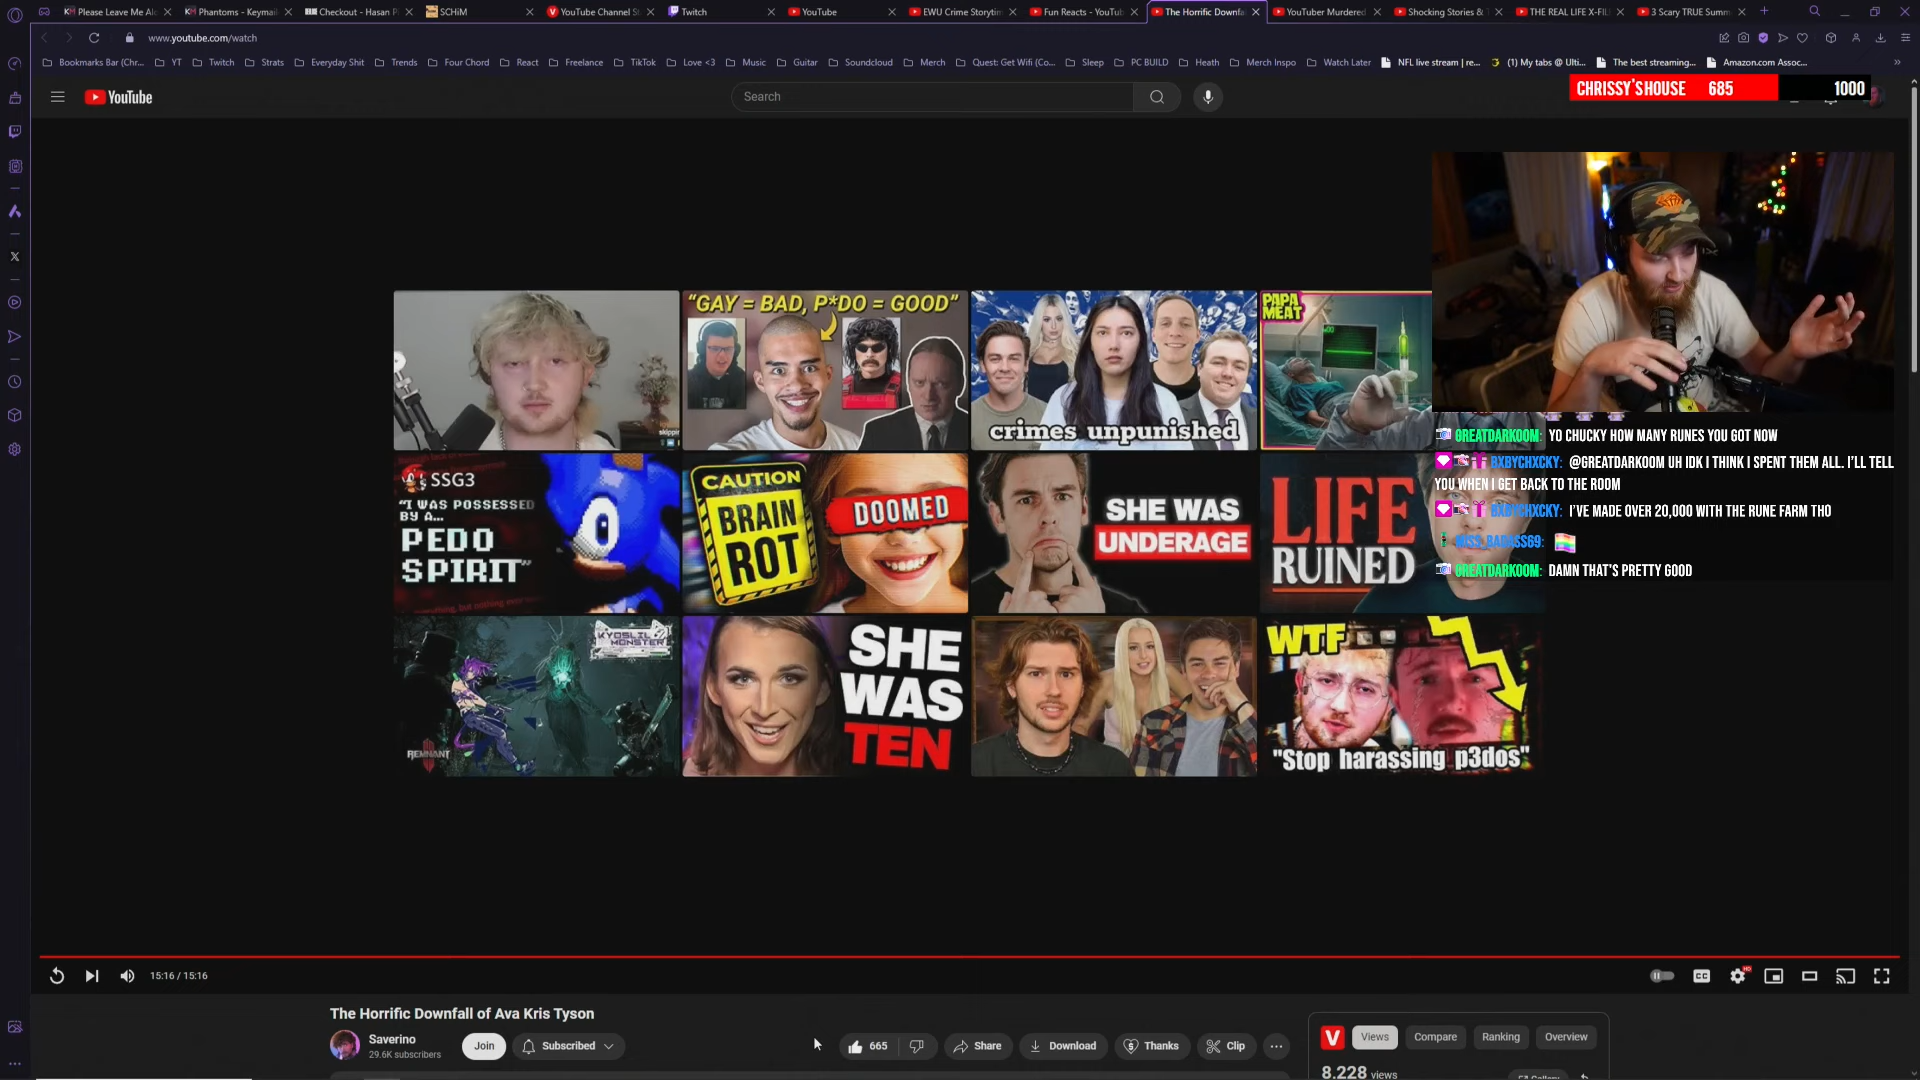 Please Leave Me Al
Phantoms - Keymail
Checkout - Hasan P
SCHiM
YouTube Channel S
Twitch
YouTube
EWU Crime Storytim
Fun Reacts - YouTub
The Horrific Downfa
YouTuber Murdered
Shocking Stories &
THE REAL LIFE X-FIL
3 Scary TRUE Summ
www.youtube.com/watch
Bookmarks Bar (Chr...
YT
Twitch
Strats
Everyday Shit
Trends
Four Chord
React
Freelance
TikTok
Love <3
Music
Guitar
Soundcloud
Merch
Quest: Get Wifi (Co...
Sleep
PC BUILD
Heath
Merch Inspo
Watch Later
NFL live stream | re...
(1) My tabs @ Ulti...
The best streaming...
Amazon.com Assoc...
YouTube
Search
CHRISSY'S HOUSE 685 1000
"GAY = BAD, P*DO = GOOD"
crimes unpunished
PAPA
MEAT
GREATDARKOOM: YO CHUCKY HOW MANY RUNES YOU GOT NOW
BXBYCHXCKY: @GREATDARKOOM UH IDK I THINK I SPENT THEM ALL. I'LL TELL
YOU WHEN I GET BACK TO THE ROOM
BXBYCHXCKY: I'VE MADE OVER 20,000 WITH THE RUNE FARM THO
MISS_BADASS69:
GREATDARKOOM: DAMN THAT'S PRETTY GOOD
SSG3
"I WAS POSSESSED
BY A...
PEDO
SPIRIT"
CAUTION
BRAIN
ROT
DOOMED
SHE WAS
UNDERAGE
LIFE
RUINED
KYOSLIL
MONSTER
REMNANT
SHE
WAS
TEN
WTF
"Stop harassing p3dos"
15:16 / 15:16
The Horrific Downfall of Ava Kris Tyson
Saverino
29.6K subscribers
Join
Subscribed
665
Share
Download
Thanks
Clip
Views
Compare
Ranking
Overview
8,228 views